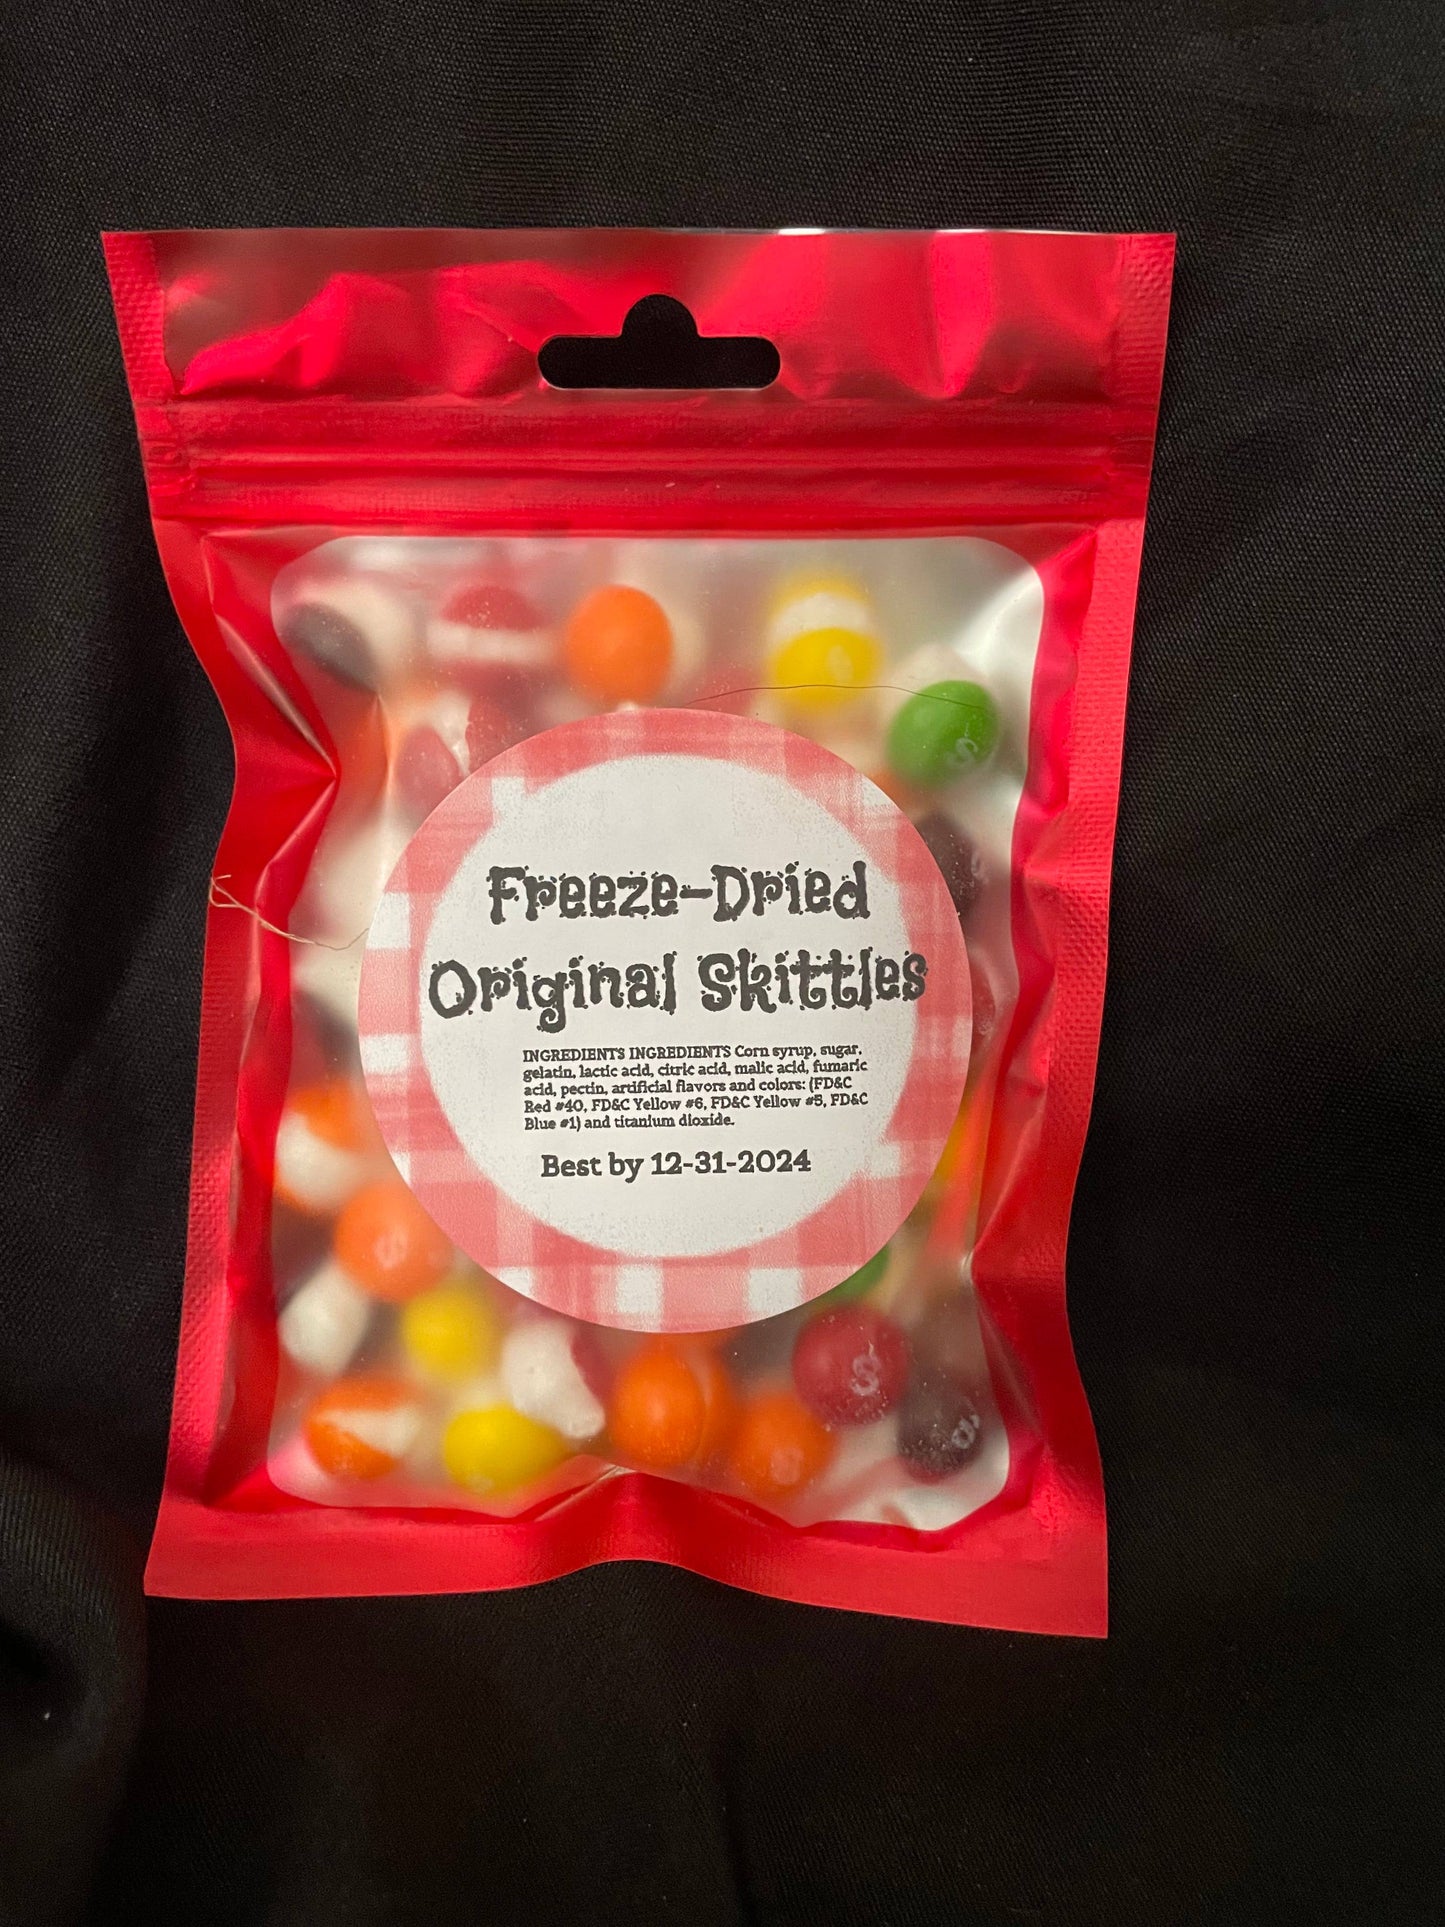 Freeze-Dried
Original Skittles
INGREDIENTS INGREDIENTS Corn syrup, sugar,
gelatin, lactic acid, citric acid, malic acid, fumaric
acid, pectin, artificial flavors and colors: (FD&C
Red #40, FD&C Yellow #6, FD&C Yellow #5, FD&C
Blue #1) and titanium dioxide.
Best by 12-31-2024
S
S
S
S